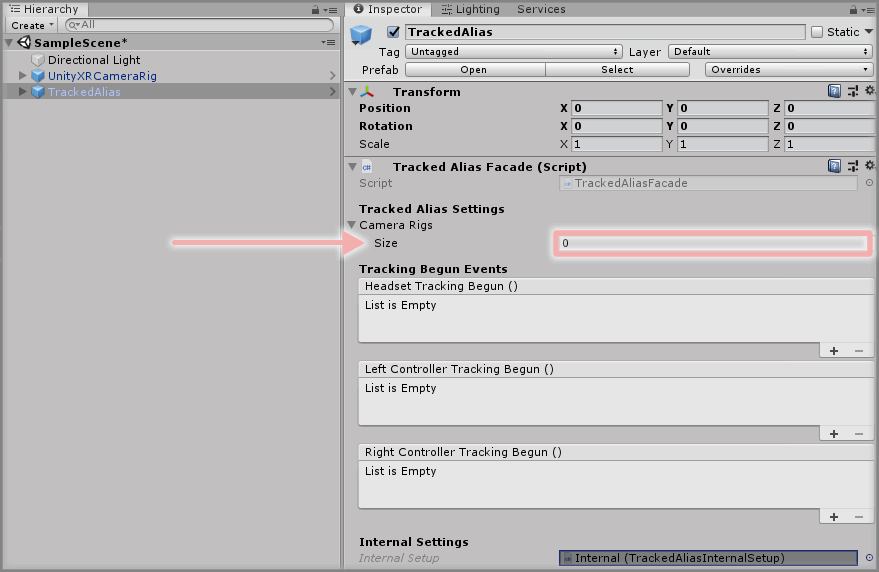 Hierarchy
Create
All
SampleScene*
Directional Light
UnityXRCameraRig
TrackedAlias
Inspector
Lighting
Services
TrackedAlias
Static
Tag
Untagged
Layer
Default
Prefab
Open
Select
Overrides
Transform
Position X 0 Y 0 Z 0
Rotation X 0 Y 0 Z 0
Scale X 1 Y 1 Z 1
Tracked Alias Facade (Script)
Script
TrackedAliasFacade
Tracked Alias Settings
Camera Rigs
Size
0
Tracking Begun Events
Headset Tracking Begun ()
List is Empty
+ −
Left Controller Tracking Begun ()
List is Empty
+ −
Right Controller Tracking Begun ()
List is Empty
+ −
Internal Settings
Internal Setup
Internal (TrackedAliasInternalSetup)